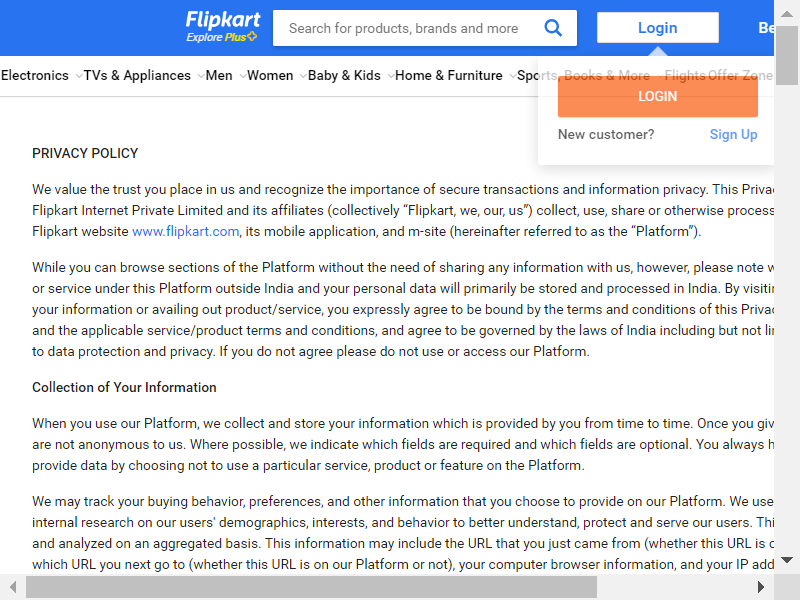 Flipkart
Explore Plus
Search for products, brands and more
Login
Be
Electronics TVs & Appliances Men Women Baby & Kids Home & Furniture Sports, Books & More Flights Offer Zone
LOGIN
New customer? Sign Up
PRIVACY POLICY
We value the trust you place in us and recognize the importance of secure transactions and information privacy. This Priva
Flipkart Internet Private Limited and its affiliates (collectively “Flipkart, we, our, us”) collect, use, share or otherwise process
Flipkart website www.flipkart.com, its mobile application, and m-site (hereinafter referred to as the “Platform”).
While you can browse sections of the Platform without the need of sharing any information with us, however, please note w
or service under this Platform outside India and your personal data will primarily be stored and processed in India. By visitin
your information or availing out product/service, you expressly agree to be bound by the terms and conditions of this Priva
and the applicable service/product terms and conditions, and agree to be governed by the laws of India including but not lin
to data protection and privacy. If you do not agree please do not use or access our Platform.
Collection of Your Information
When you use our Platform, we collect and store your information which is provided by you from time to time. Once you giv
are not anonymous to us. Where possible, we indicate which fields are required and which fields are optional. You always h
provide data by choosing not to use a particular service, product or feature on the Platform.
We may track your buying behavior, preferences, and other information that you choose to provide on our Platform. We use
internal research on our users' demographics, interests, and behavior to better understand, protect and serve our users. Thi
and analyzed on an aggregated basis. This information may include the URL that you just came from (whether this URL is o
which URL you next go to (whether this URL is on our Platform or not), your computer browser information, and your IP add